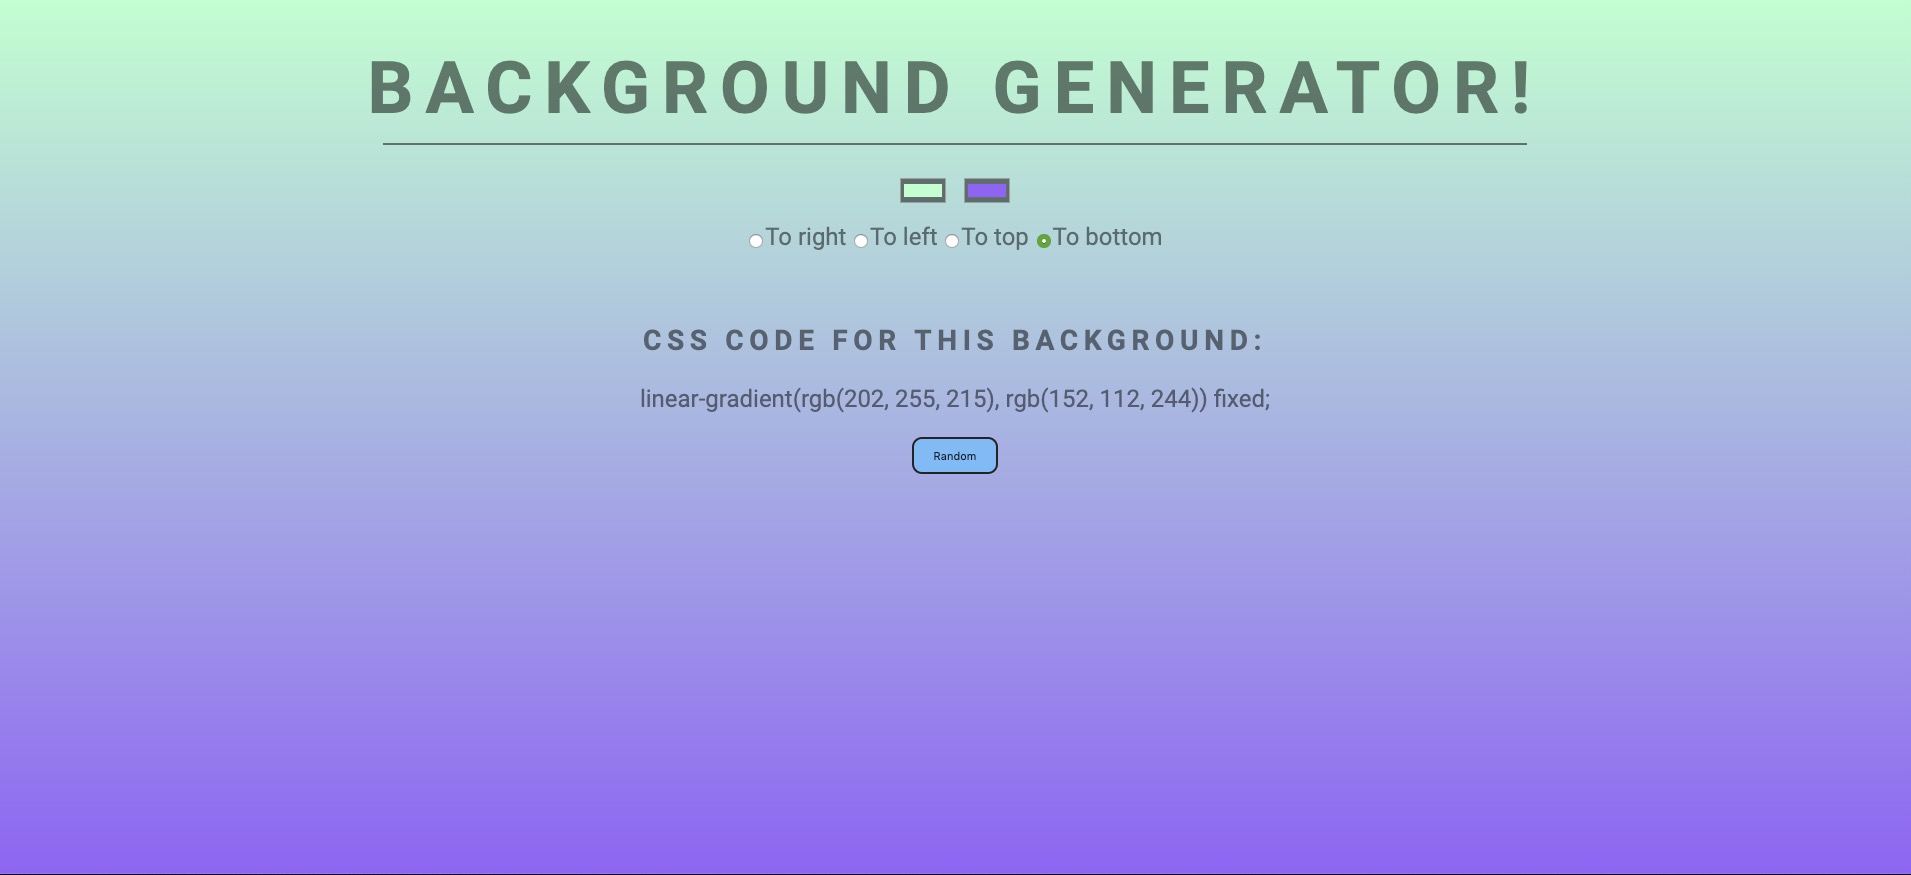 BACKGROUND GENERATOR!
To right To left To top To bottom
CSS CODE FOR THIS BACKGROUND:
linear-gradient(rgb(202, 255, 215), rgb(152, 112, 244)) fixed;
Random